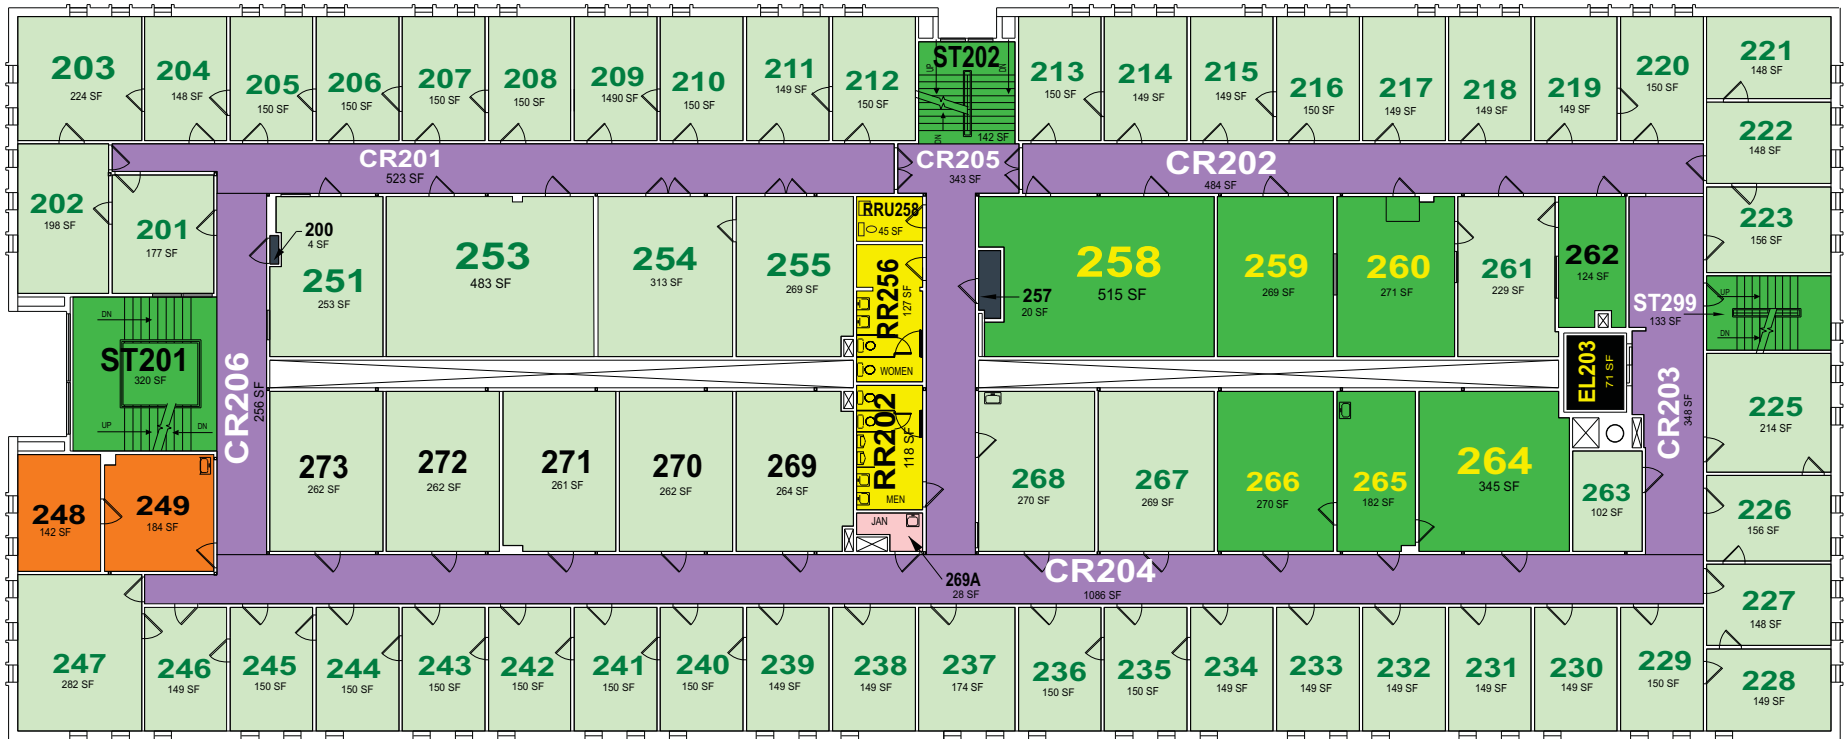 203
224 SF
204
148 SF
205
150 SF
206
150 SF
207
150 SF
208
150 SF
209
1490 SF
210
150 SF
211
149 SF
212
150 SF
ST202
UP
DN
DN
142 SF
213
150 SF
214
149 SF
215
149 SF
216
150 SF
217
149 SF
218
149 SF
219
149 SF
220
150 SF
221
148 SF
222
148 SF
CR201
523 SF
CR205
343 SF
CR202
484 SF
202
198 SF
201
177 SF
200
4 SF
251
253 SF
253
483 SF
254
313 SF
255
269 SF
RRU258
45 SF
RR256
127 SF
WOMEN
257
20 SF
258
515 SF
259
269 SF
260
271 SF
261
229 SF
262
124 SF
223
156 SF
ST299
133 SF
UP
DN
DN
ST201
320 SF
UP
DN
CR206
256 SF
EL203
71 SF
CR203
348 SF
225
214 SF
248
142 SF
249
184 SF
273
262 SF
272
262 SF
271
261 SF
270
262 SF
269
264 SF
RR202
118 SF
MEN
JAN
269A
28 SF
268
270 SF
267
269 SF
266
270 SF
265
182 SF
264
345 SF
263
102 SF
226
156 SF
CR204
1086 SF
227
148 SF
247
282 SF
246
149 SF
245
150 SF
244
150 SF
243
150 SF
242
150 SF
241
150 SF
240
150 SF
239
149 SF
238
149 SF
237
174 SF
236
150 SF
235
150 SF
234
149 SF
233
149 SF
232
149 SF
231
149 SF
230
149 SF
229
150 SF
228
149 SF